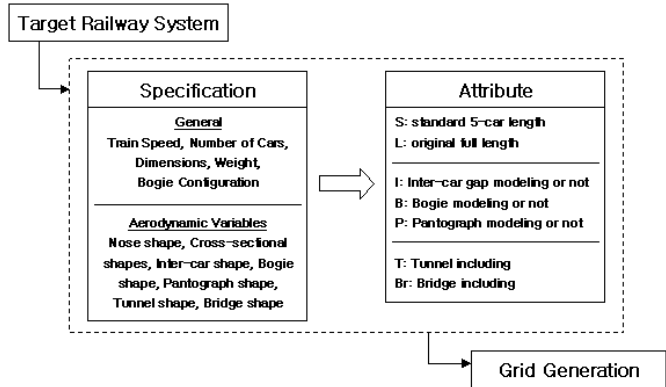 Target Railway System
Specification
General
Train Speed, Number of Cars,
Dimensions, Weight,
Bogie Configuration
Aerodynamic Variables
Nose shape, Cross-sectional
shapes, Inter-car shape, Bogie
shape, Pantograph shape,
Tunnel shape, Bridge shape
Attribute
S: standard 5-car length
L: original full length
I: Inter-car gap modeling or not
B: Bogie modeling or not
P: Pantograph modeling or not
T: Tunnel including
Br: Bridge including
Grid Generation